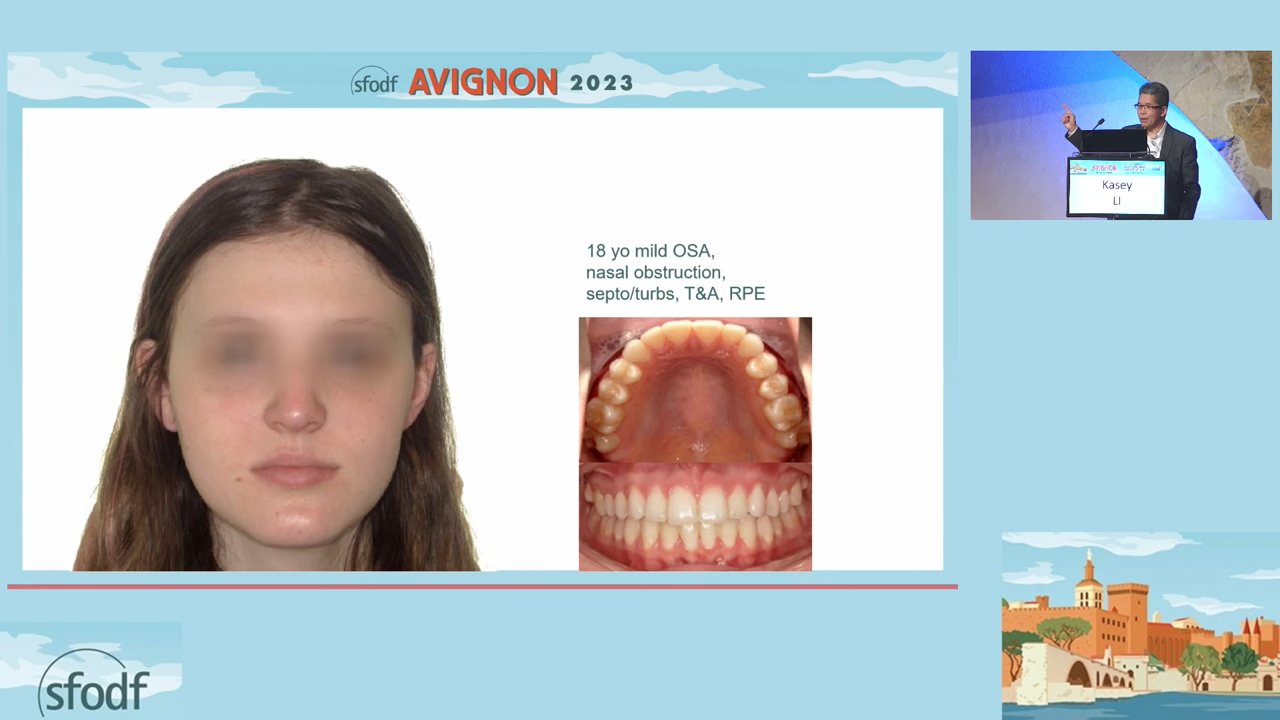 sfodf AVIGNON 2023
18 yo mild OSA,
nasal obstruction,
septo/turbs, T&A, RPE
Kasey
LI
sfodf